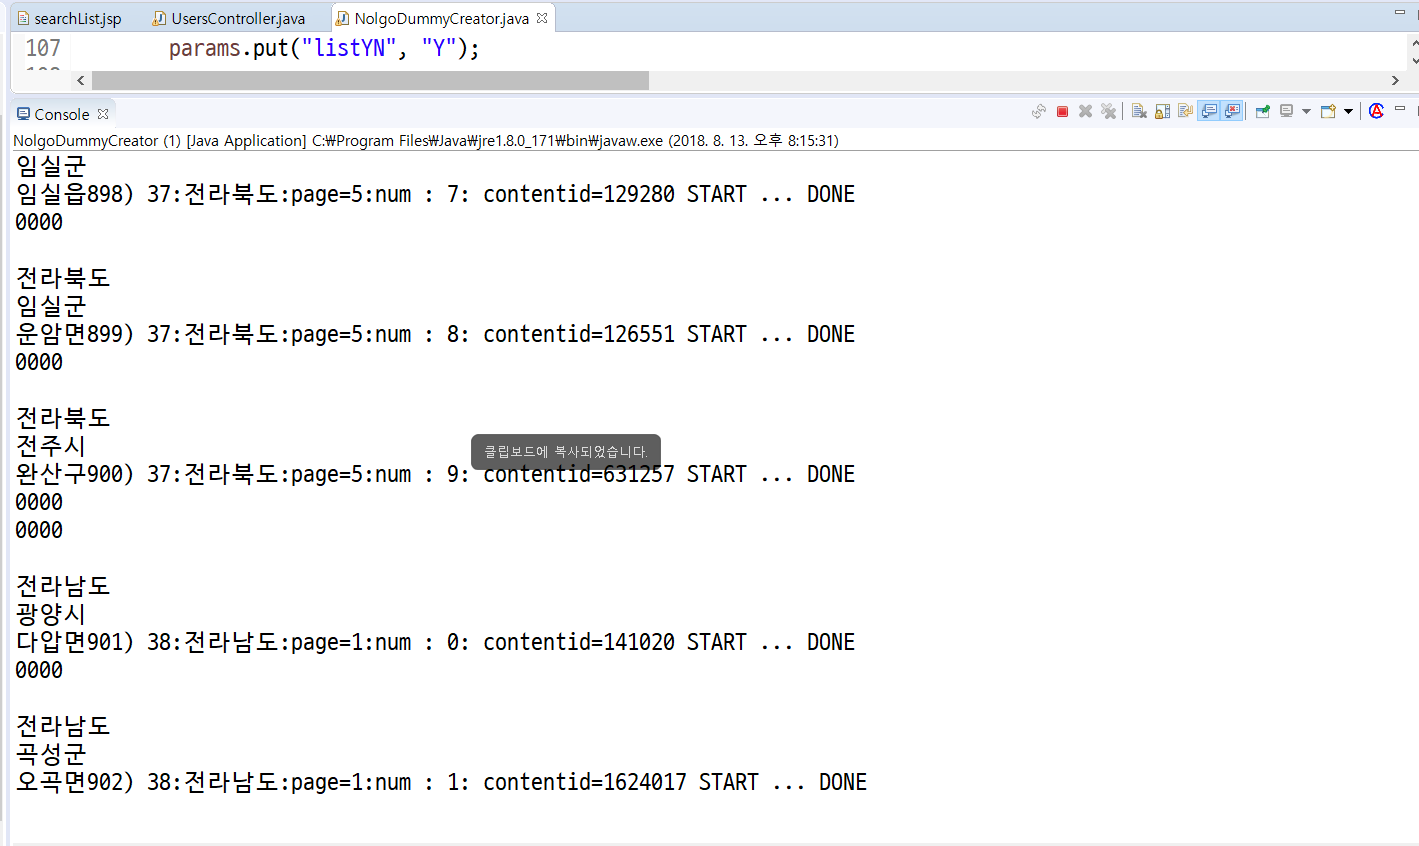 searchList.jsp UsersController.java NolgoDummyCreator.java
107 params.put("listYN", "Y");
Console
NolgoDummyCreator (1) [Java Application] C:₩Program Files₩Java₩jre1.8.0_171₩bin₩javaw.exe (2018. 8. 13. 오후 8:15:31)
임실군
임실읍898) 37:전라북도:page=5:num : 7: contentid=129280 START ... DONE
0000
전라북도
임실군
운암면899) 37:전라북도:page=5:num : 8: contentid=126551 START ... DONE
0000
전라북도
전주시
클립보드에 복사되었습니다.
완산구900) 37:전라북도:page=5:num : 9: contentid=631257 START ... DONE
0000
0000
전라남도
광양시
다압면901) 38:전라남도:page=1:num : 0: contentid=141020 START ... DONE
0000
전라남도
곡성군
오곡면902) 38:전라남도:page=1:num : 1: contentid=1624017 START ... DONE